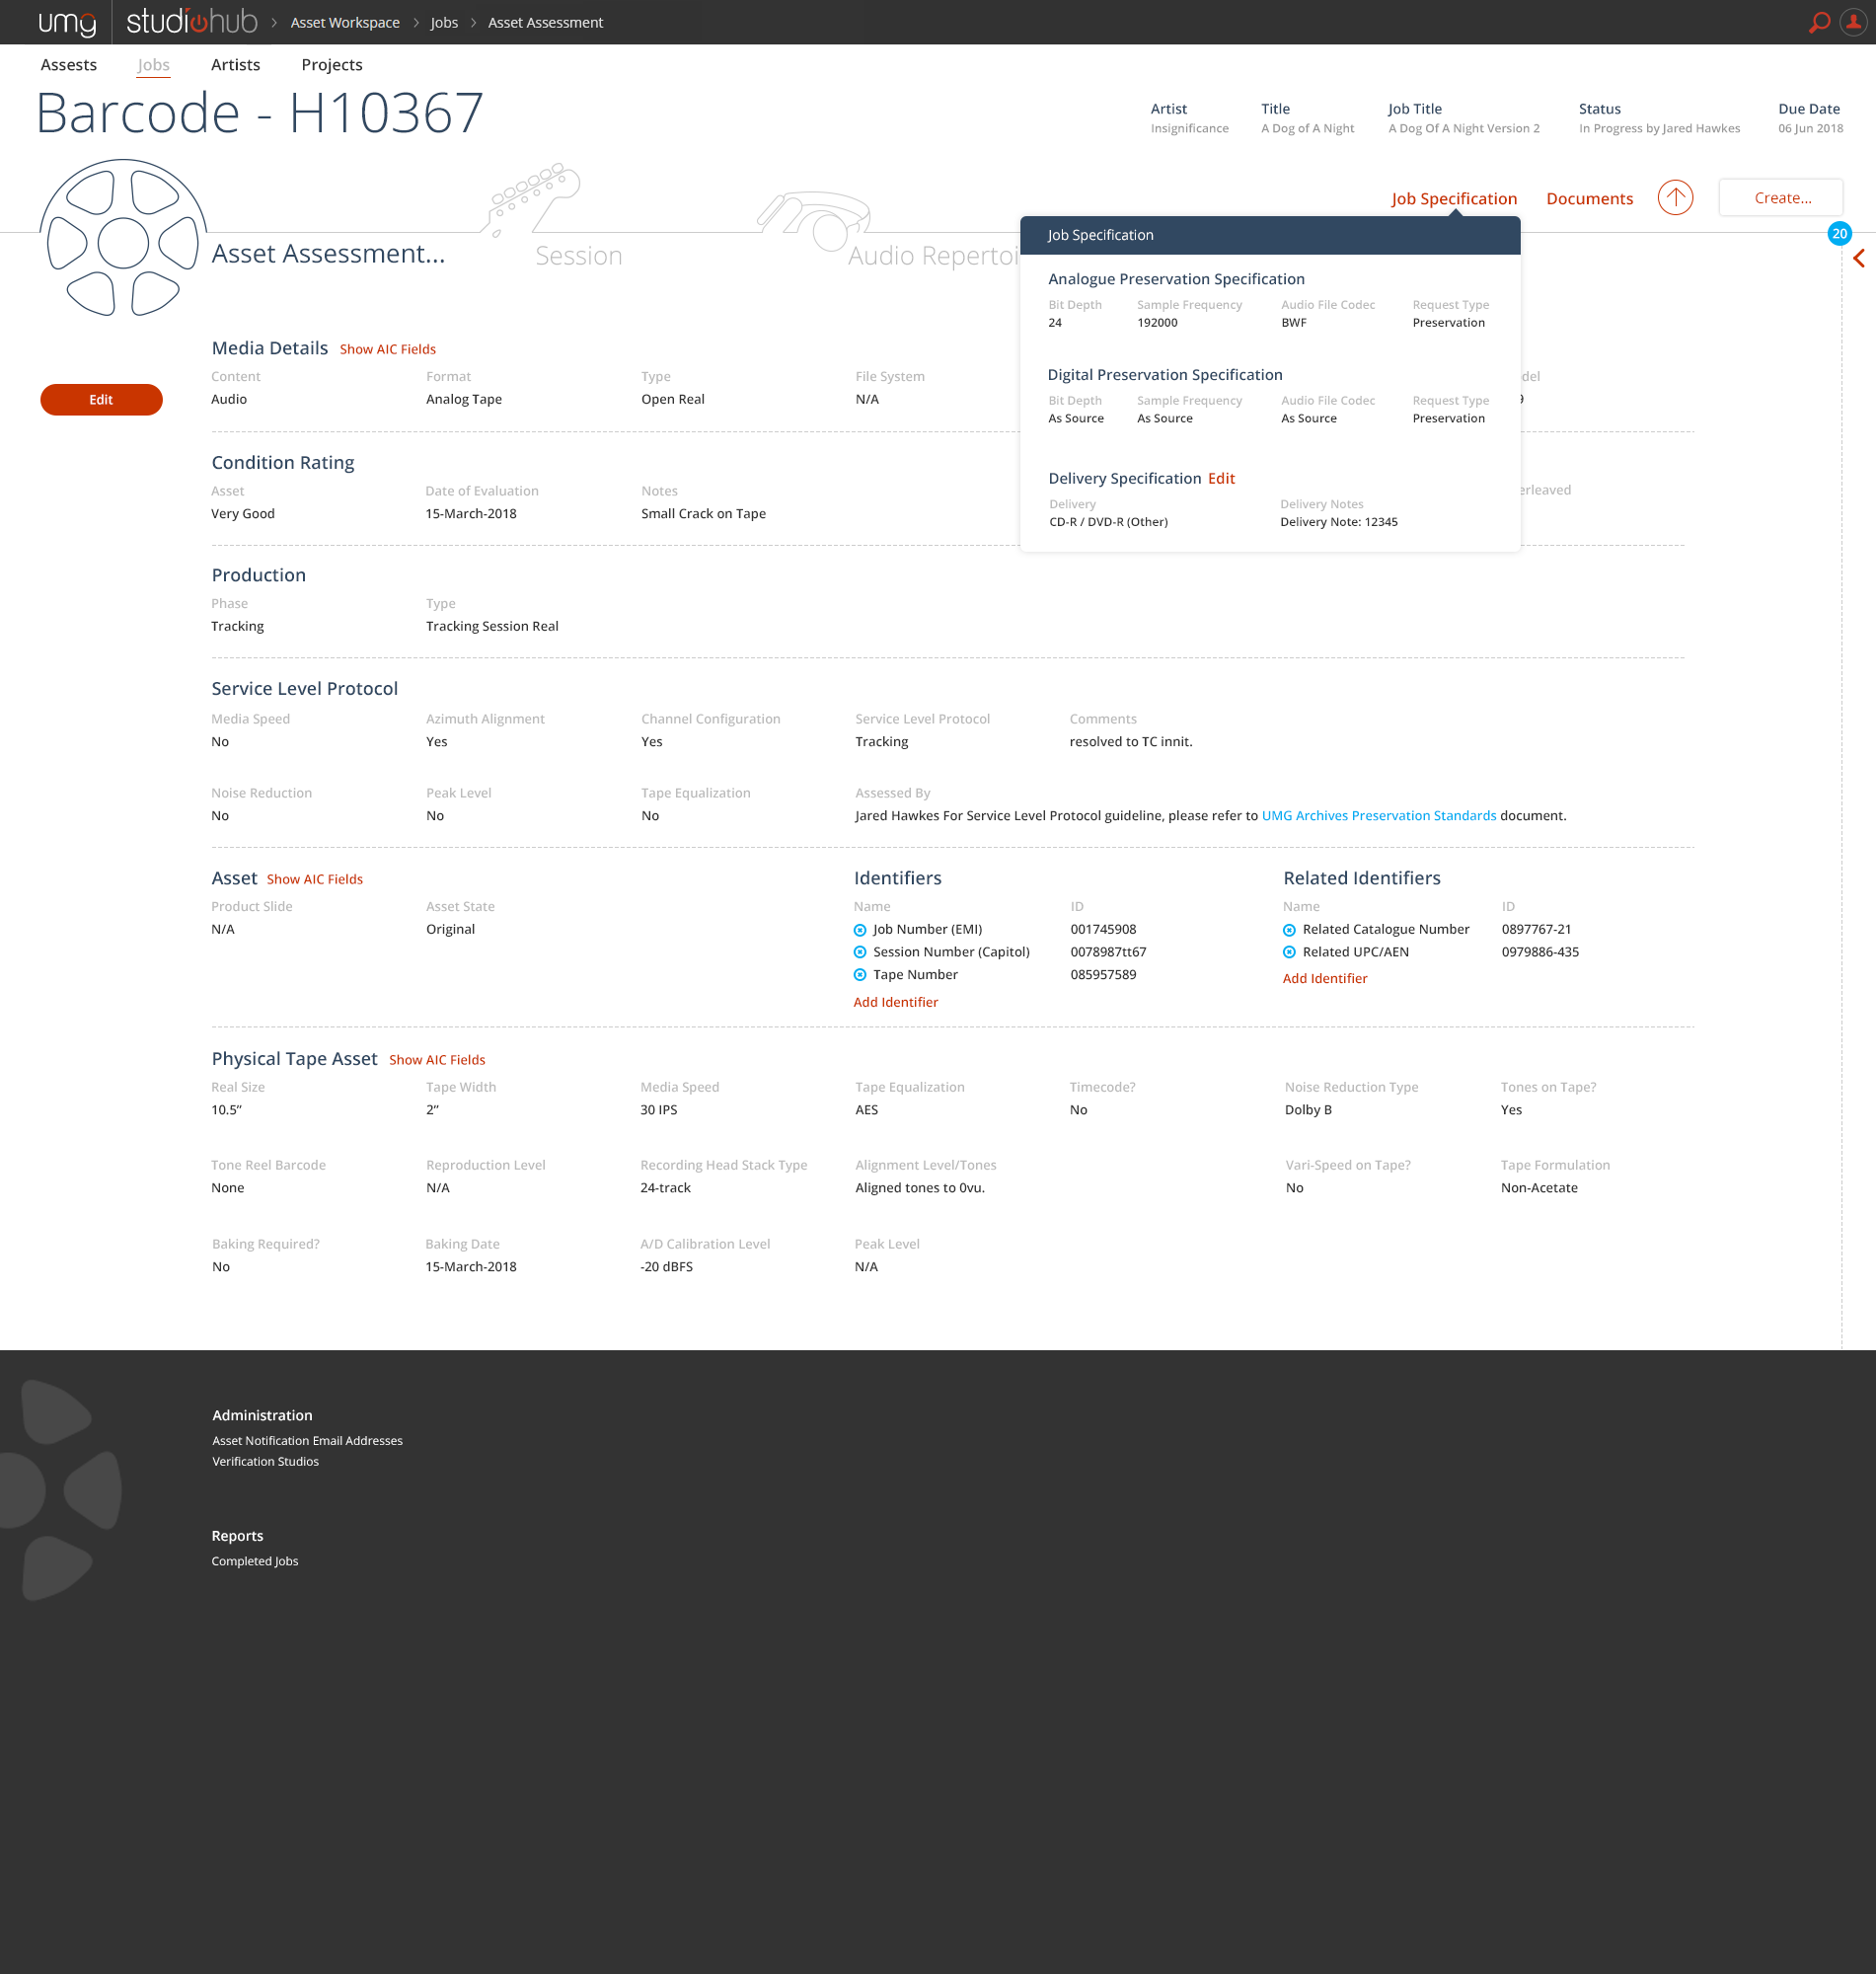 umg studiohub > Asset Workspace > Jobs > Asset Assessment
Assests Jobs Artists Projects
Barcode - H10367
Artist Title Job Title Status Due Date
Insignificance A Dog of A Night A Dog Of A Night Version 2 In Progress by Jared Hawkes 06 Jun 2018
Job Specification Documents Create...
20
Asset Assessment... Session Audio Repertoi
Job Specification
Analogue Preservation Specification
Bit Depth Sample Frequency Audio File Codec Request Type
24 192000 BWF Preservation
Digital Preservation Specification
Bit Depth Sample Frequency Audio File Codec Request Type
As Source As Source As Source Preservation
Delivery Specification Edit
Delivery Delivery Notes
CD-R / DVD-R (Other) Delivery Note: 12345
Edit
Media Details Show AIC Fields
Content Format Type File System del
Audio Analog Tape Open Real N/A 9
Condition Rating
Asset Date of Evaluation Notes erleaved
Very Good 15-March-2018 Small Crack on Tape
Production
Phase Type
Tracking Tracking Session Real
Service Level Protocol
Media Speed Azimuth Alignment Channel Configuration Service Level Protocol Comments
No Yes Yes Tracking resolved to TC innit.
Noise Reduction Peak Level Tape Equalization Assessed By
No No No Jared Hawkes For Service Level Protocol guideline, please refer to UMG Archives Preservation Standards document.
Asset Show AIC Fields
Product Slide Asset State
N/A Original
Identifiers
Name ID
Job Number (EMI) 001745908
Session Number (Capitol) 0078987tt67
Tape Number 085957589
Add Identifier
Related Identifiers
Name ID
Related Catalogue Number 0897767-21
Related UPC/AEN 0979886-435
Add Identifier
Physical Tape Asset Show AIC Fields
Real Size Tape Width Media Speed Tape Equalization Timecode? Noise Reduction Type Tones on Tape?
10.5” 2” 30 IPS AES No Dolby B Yes
Tone Reel Barcode Reproduction Level Recording Head Stack Type Alignment Level/Tones Vari-Speed on Tape? Tape Formulation
None N/A 24-track Aligned tones to 0vu. No Non-Acetate
Baking Required? Baking Date A/D Calibration Level Peak Level
No 15-March-2018 -20 dBFS N/A
Administration
Asset Notification Email Addresses
Verification Studios
Reports
Completed Jobs